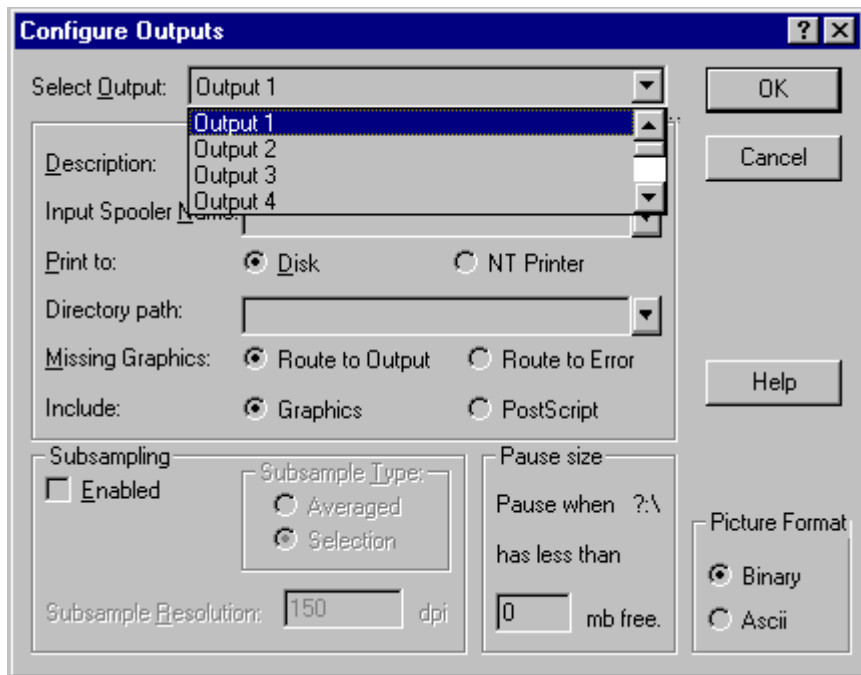 Configure Outputs
Select Output: Output 1
OK
Output 1
Output 2
Output 3
Output 4
Cancel
Description:
Input Spooler
Print to: Disk NT Printer
Directory path:
Missing Graphics: Route to Output Route to Error
Help
Include: Graphics PostScript
Subsampling
Enabled
Subsample Type:
Averaged
Selection
Subsample Resolution: 150 dpi
Pause size
Pause when ?:\
has less than
0 mb free.
Picture Format
Binary
Ascii